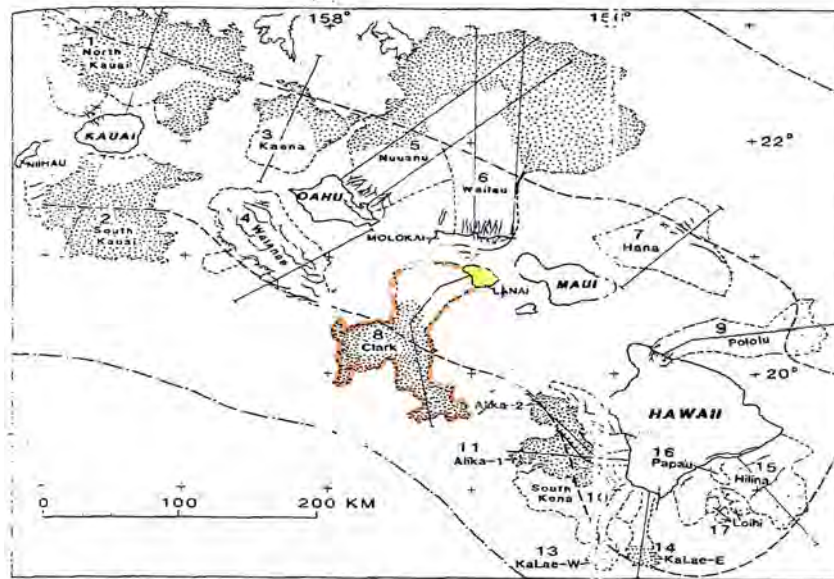 158°
1
North
Kauai
KAUAI
NIIHAU
2
South
Kauai
3
Kaena
OAHU
4
Waianae
5
Nuuanu
6
Wailau
22°
MOLOKAI
LANAI
MAUI
7
Hana
8
Clark
9
Pololu
20°
HAWAII
Alika-2
11
Alika-1
South
Kona
10
16
Papau
15
Hilina
17
Loihi
13
KaLae-W
14
KaLae-E
0
100
200 KM